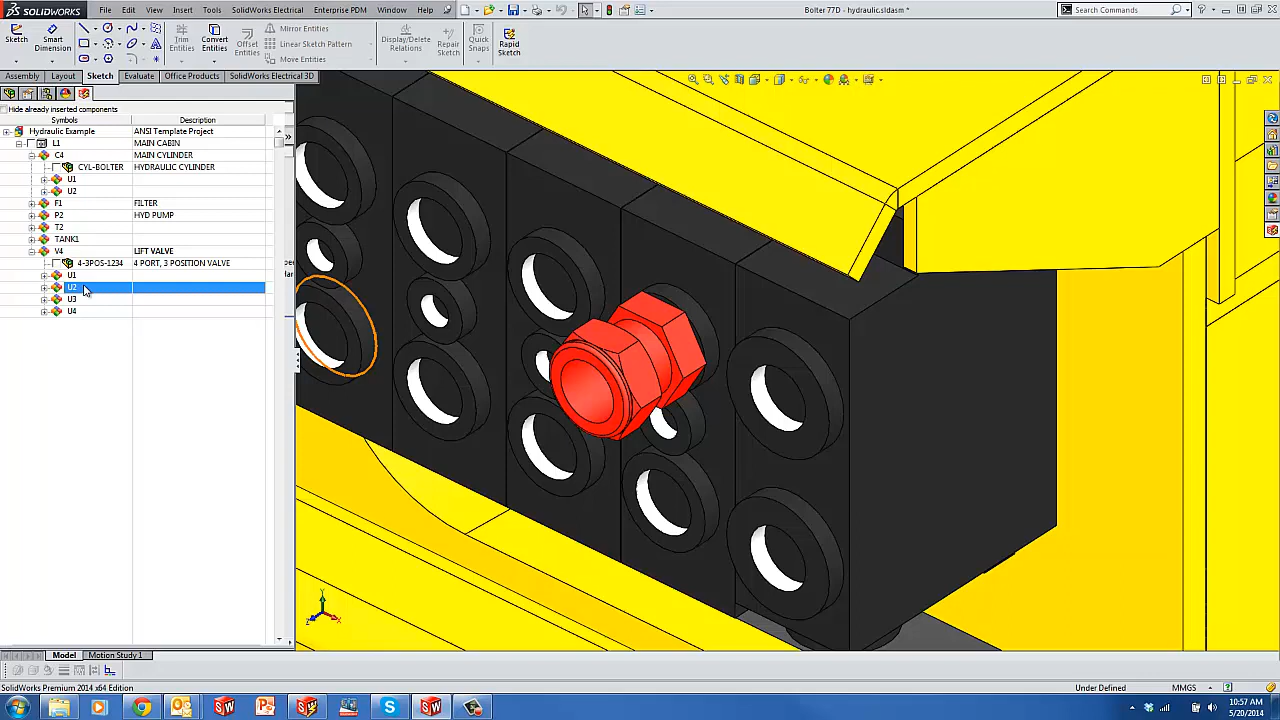 SOLIDWORKS
File Edit View Insert Tools SolidWorks Electrical Enterprise PDM Window Help
Bolter 77D - hydraulic.sldasm *
Search Commands
Sketch
Smart Dimension
Trim Entities
Convert Entities
Offset Entities
Mirror Entities
Linear Sketch Pattern
Move Entities
Display/Delete Relations
Repair Sketch
Quick Snaps
Rapid Sketch
Assembly Layout Sketch Evaluate Office Products SolidWorks Electrical 3D
Hide already inserted components
Symbols Description
Hydraulic Example ANSI Template Project
L1 MAIN CABIN
C4 MAIN CYLINDER
CYL-BOLTER HYDRAULIC CYLINDER
U1
U2
F1 FILTER
P2 HYD PUMP
T2
TANK1
V4 LIFT VALVE
4-3POS-1234 4 PORT, 3 POSITION VALVE
U1
U2
U3
U4
Y
Z X
Model Motion Study 1
SolidWorks Premium 2014 x64 Edition
Under Defined MMGS
10:57 AM
5/20/2014